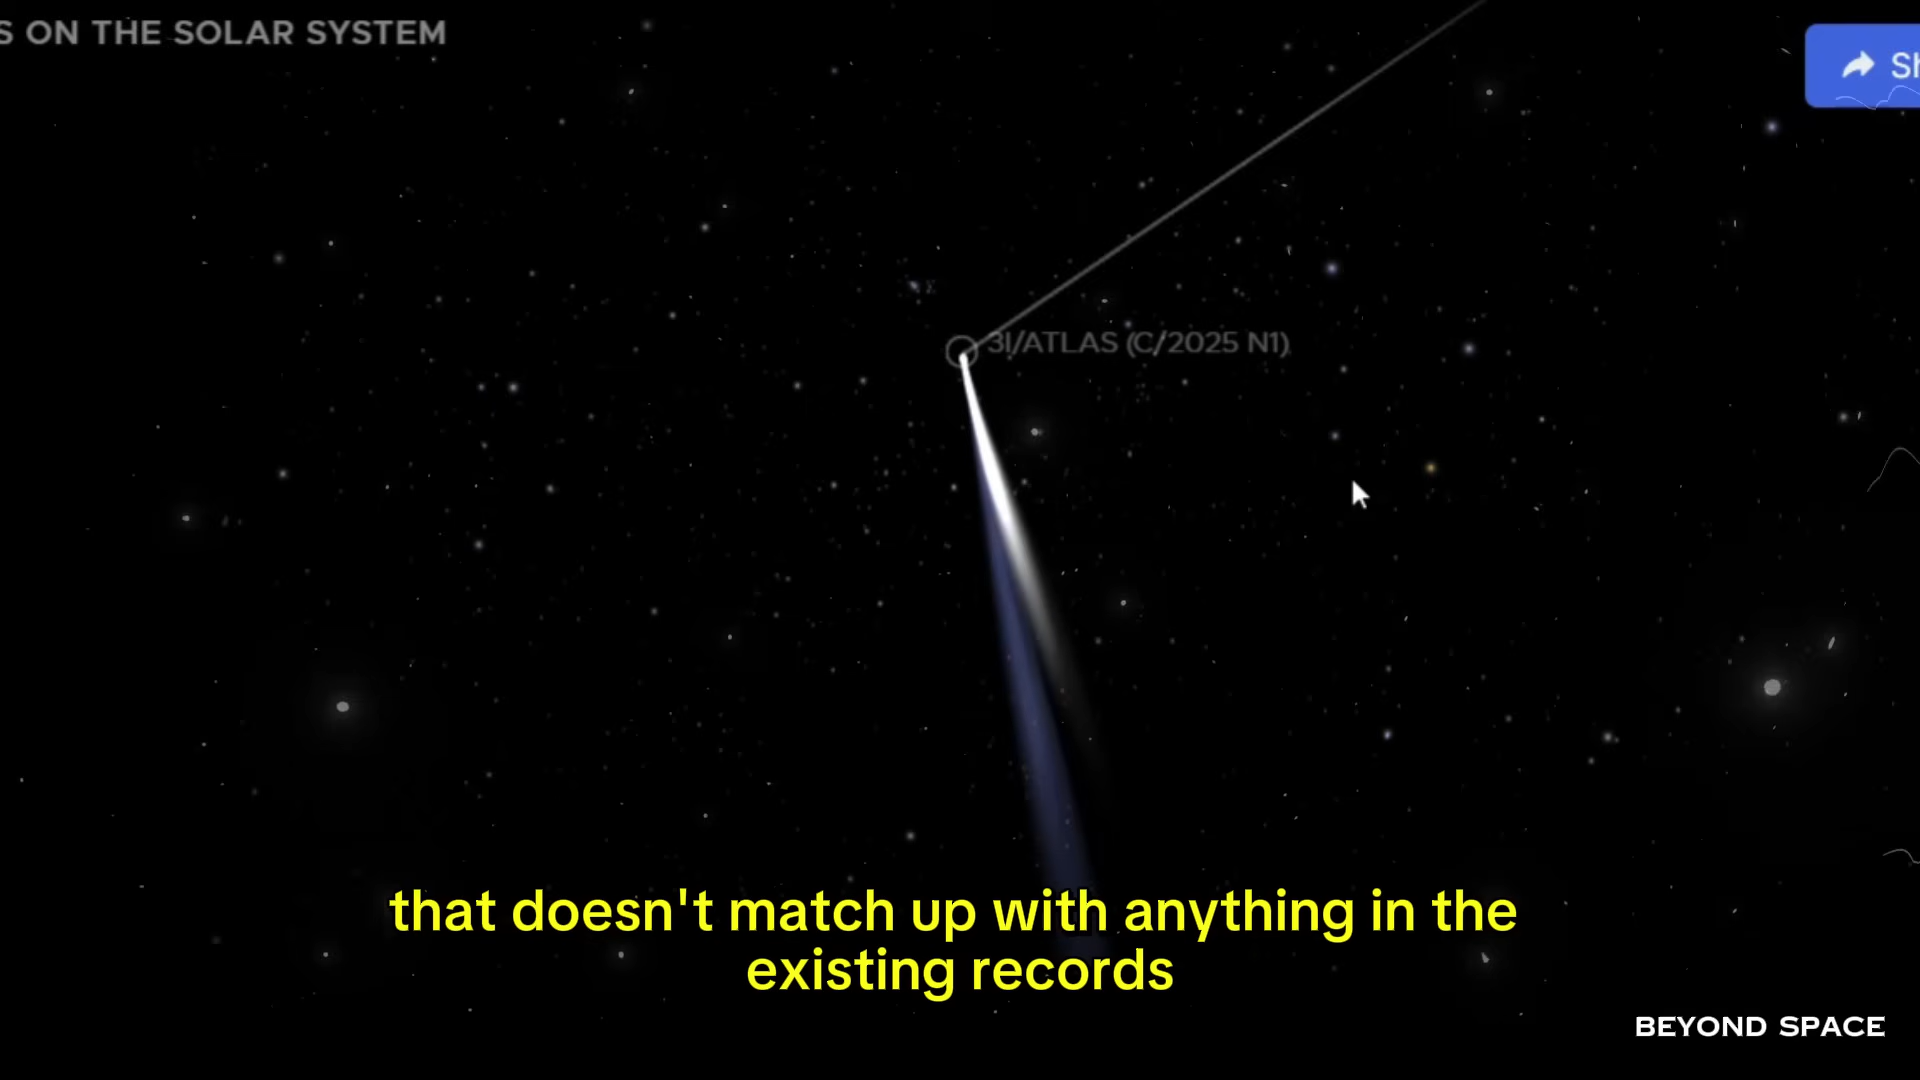 S ON THE SOLAR SYSTEM
Sh
3I/ATLAS (C/2025 N1)
that doesn't match up with anything in the
existing records
BEYOND SPACE